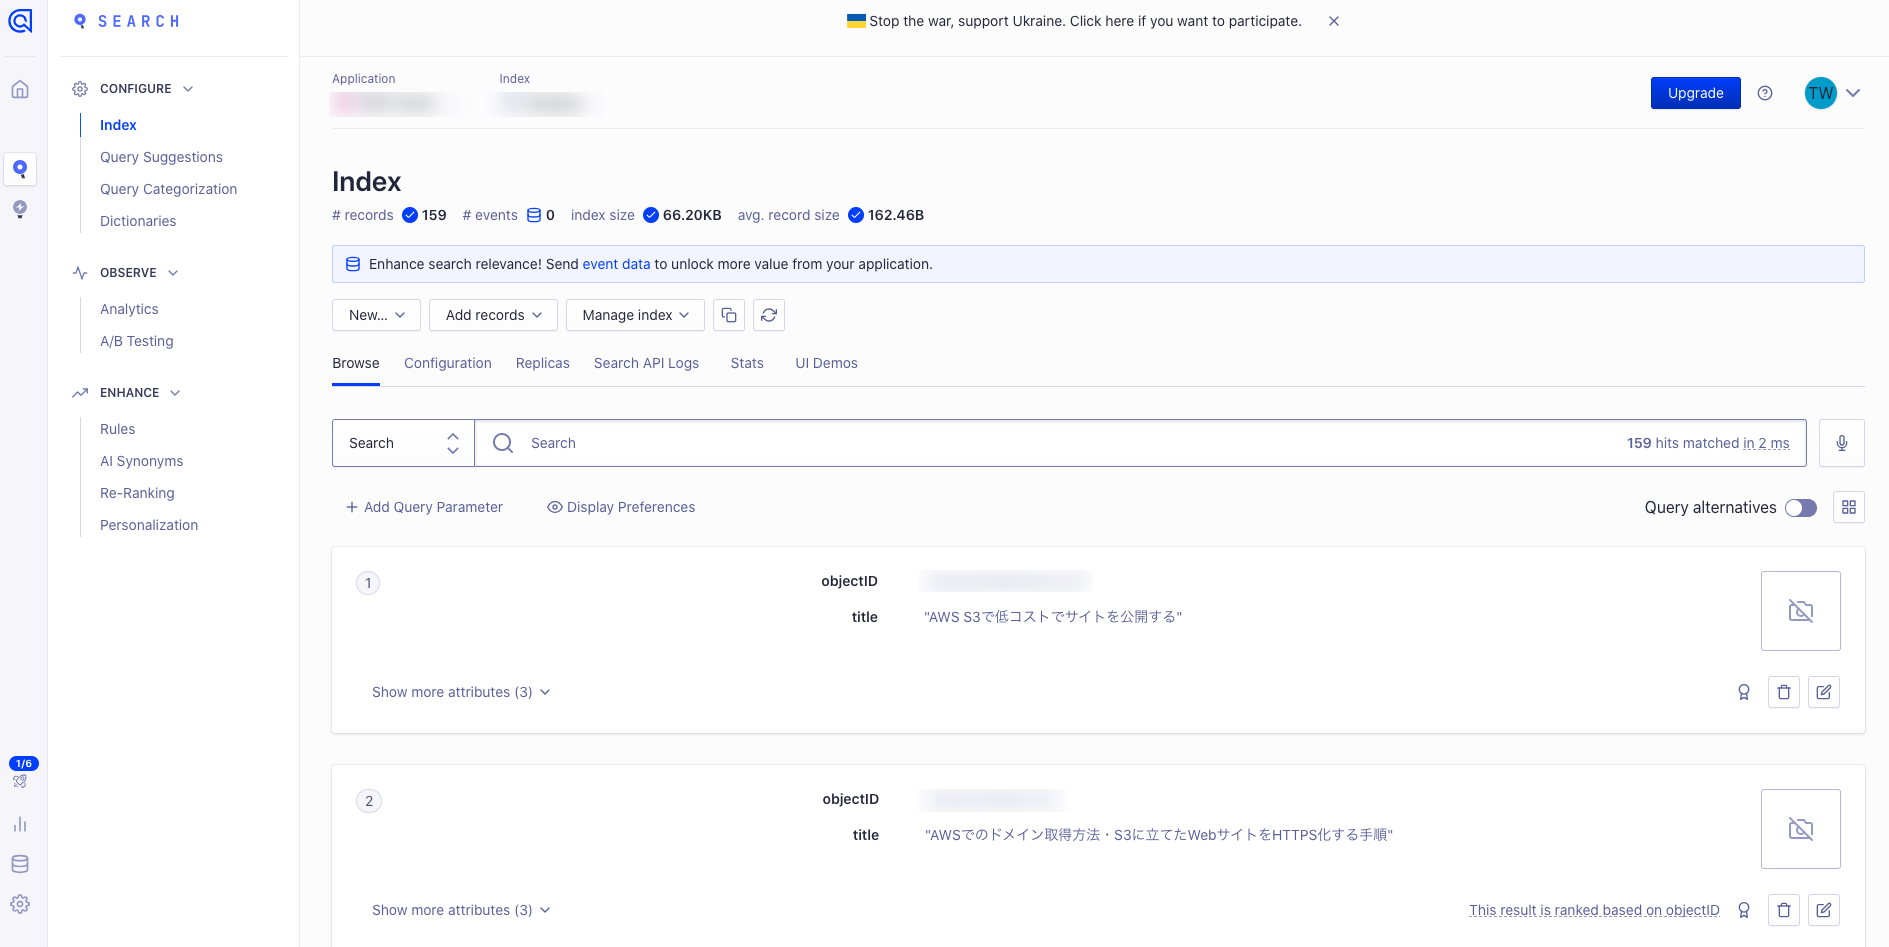 SEARCH
Stop the war, support Ukraine. Click here if you want to participate.
CONFIGURE
Index
Query Suggestions
Query Categorization
Dictionaries
OBSERVE
Analytics
A/B Testing
ENHANCE
Rules
AI Synonyms
Re-Ranking
Personalization
1/6
Application Index
Upgrade
TW
Index
# records 159 # events 0 index size 66.20KB avg. record size 162.46B
Enhance search relevance! Send event data to unlock more value from your application.
New... Add records Manage index
Browse Configuration Replicas Search API Logs Stats UI Demos
Search Search 159 hits matched in 2 ms
Add Query Parameter Display Preferences Query alternatives
1 objectID
title "AWS S3で低コストでサイトを公開する"
Show more attributes (3)
2 objectID
title "AWSでのドメイン取得方法・S3に立てたWebサイトをHTTPS化する手順"
Show more attributes (3) This result is ranked based on objectID